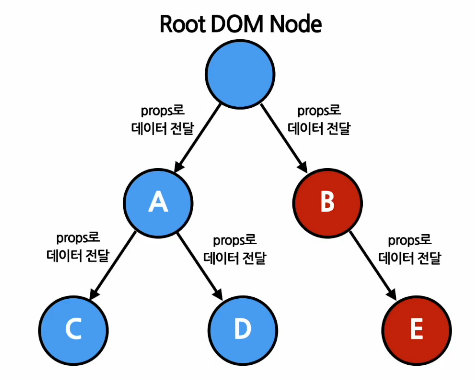 Root DOM Node
props로
데이터 전달
props로
데이터 전달
A
B
props로
데이터 전달
props로
데이터 전달
props로
데이터 전달
C
D
E